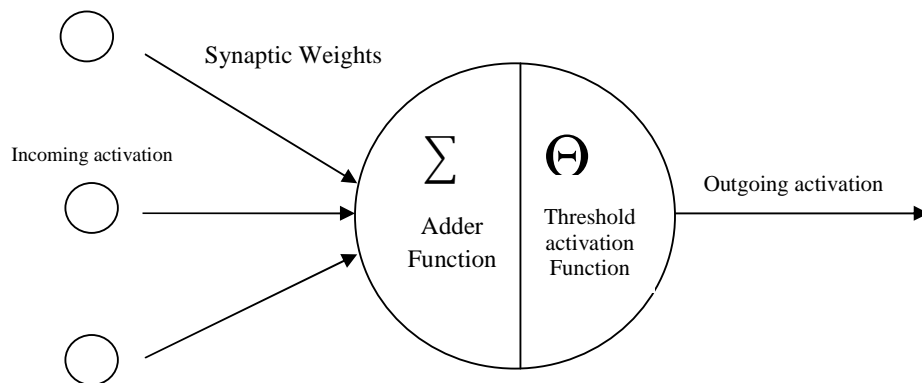 Synaptic Weights
Incoming activation
∑
Adder
Function
Θ
Threshold
activation
Function
Outgoing activation